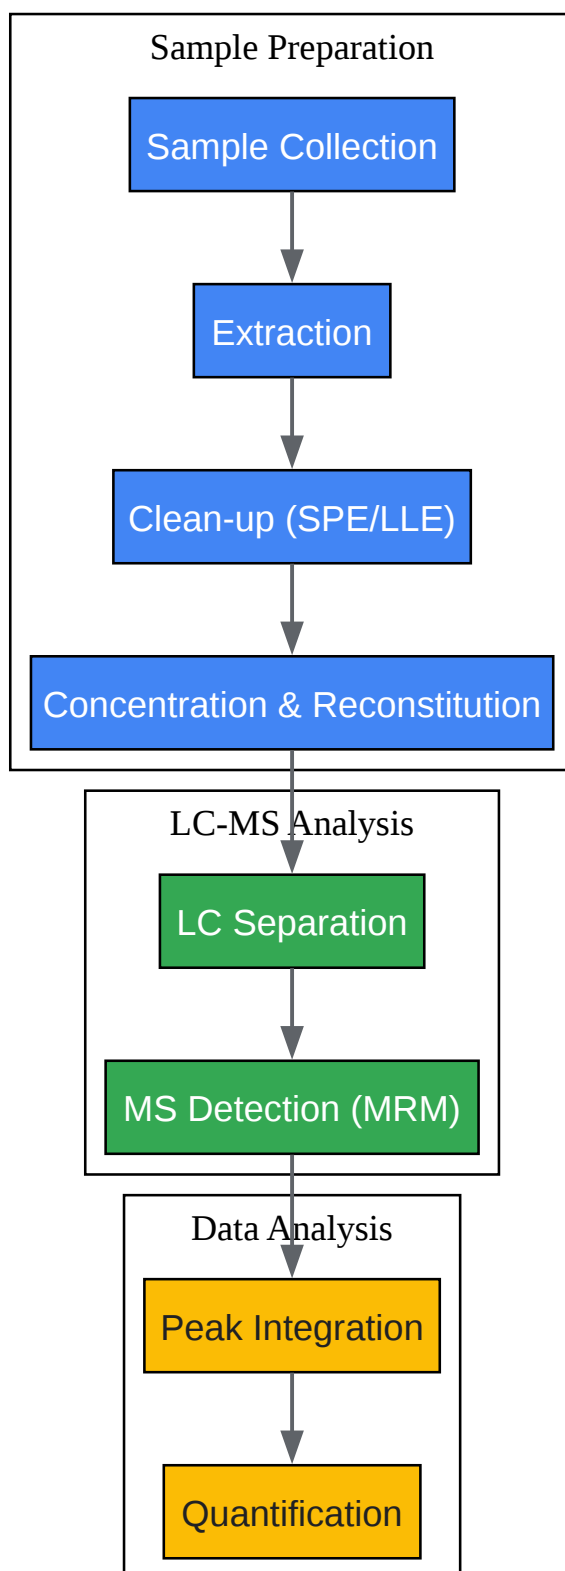 Sample Preparation
Sample Collection
Extraction
Clean-up (SPE/LLE)
Concentration & Reconstitution
LC-MS Analysis
LC Separation
MS Detection (MRM)
Data Analysis
Peak Integration
Quantification